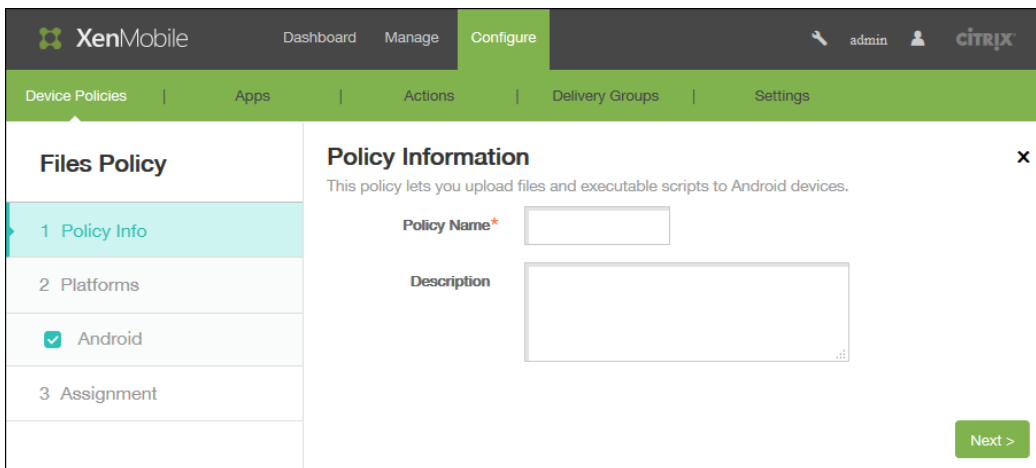 XenMobile Dashboard Manage Configure admin CİTRIX
Device Policies | Apps | Actions | Delivery Groups | Settings
Files Policy
1 Policy Info
2 Platforms
Android
3 Assignment
Policy Information x
This policy lets you upload files and executable scripts to Android devices.
Policy Name*
Description
Next >